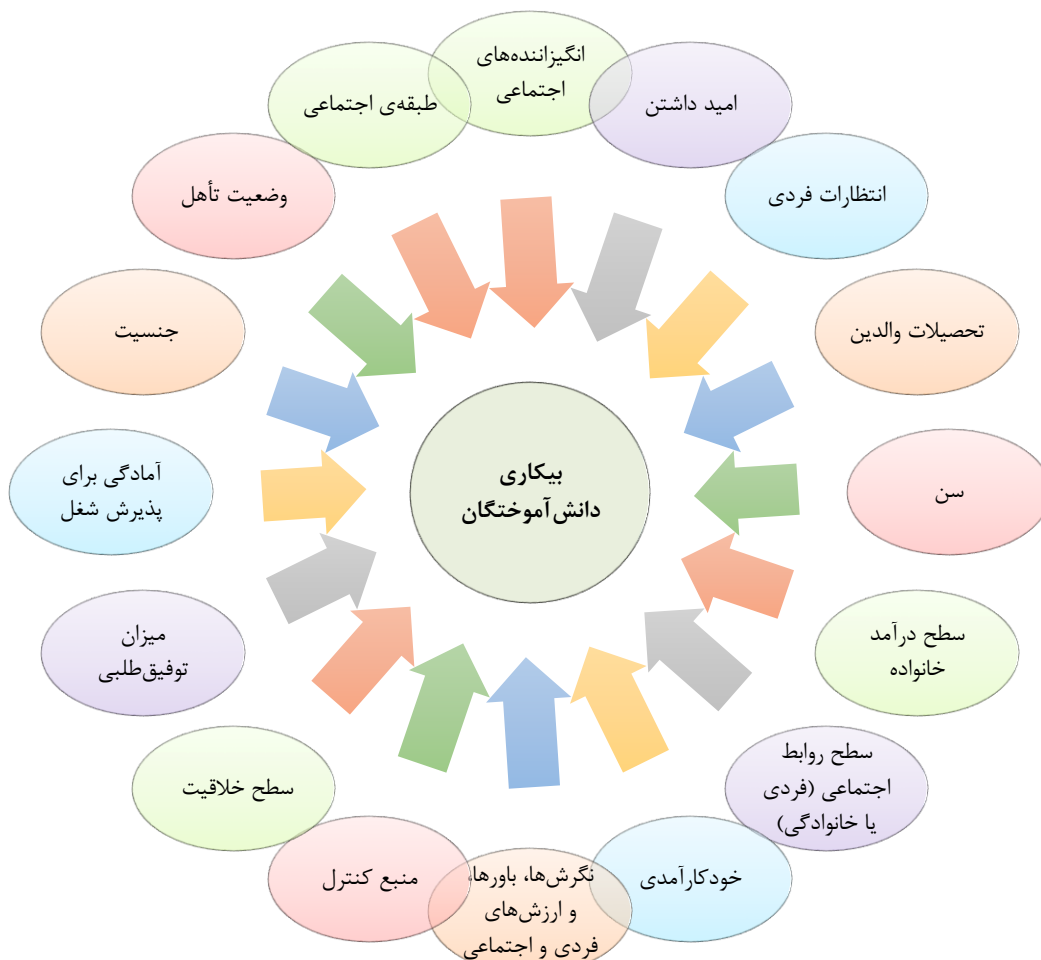 انگیزاننده‌های
اجتماعی
امید داشتن
انتظارات فردی
تحصیلات والدین
سن
سطح درآمد
خانواده
سطح روابط
اجتماعی (فردی
یا خانوادگی)
خودکارآمدی
نگرش‌ها، باورها،
و ارزش‌های
فردی و اجتماعی
منبع کنترل
سطح خلاقیت
میزان
توفیق‌طلبی
آمادگی برای
پذیرش شغل
جنسیت
وضعیت تأهل
طبقه‌ی اجتماعی
بیکاری
دانش‌آموختگان